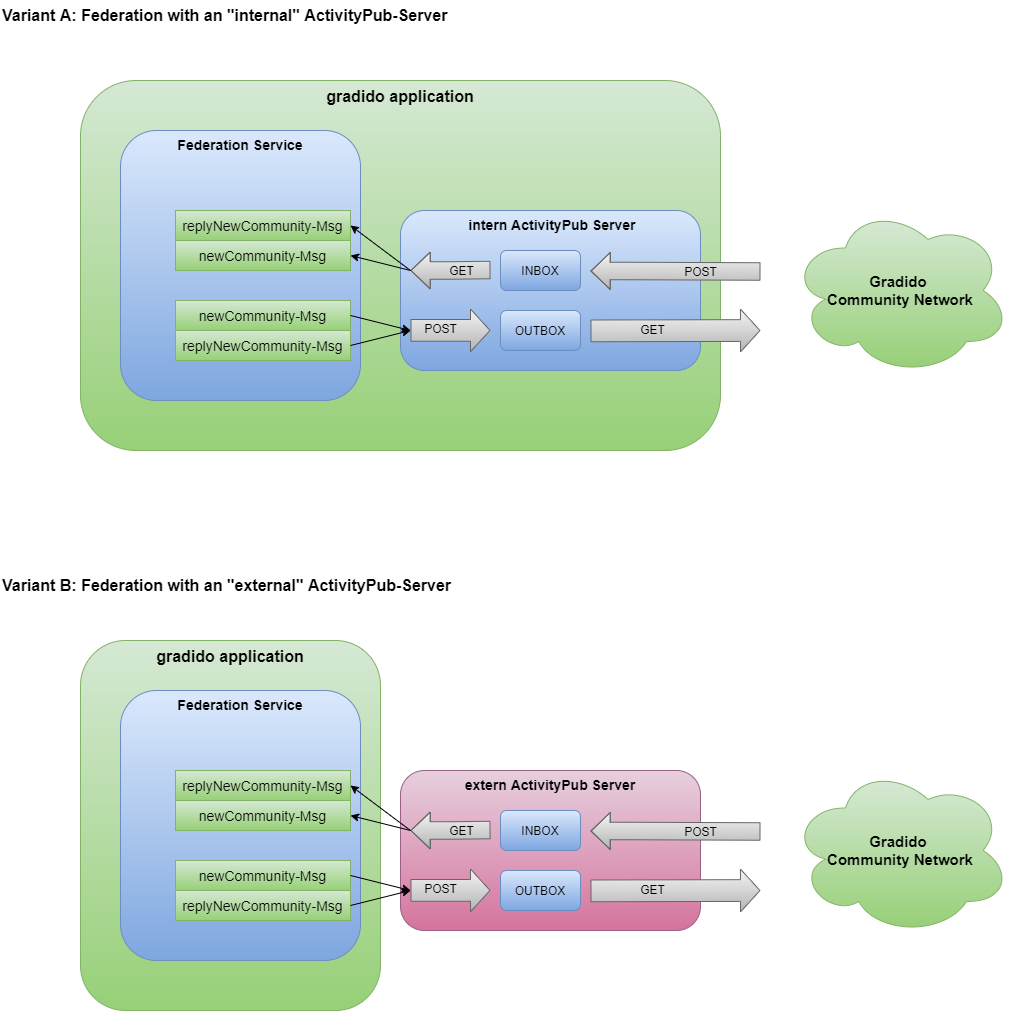 Variant A: Federation with an "internal" ActivityPub-Server
gradido application
Federation Service
replyNewCommunity-Msg
newCommunity-Msg
newCommunity-Msg
replyNewCommunity-Msg
intern ActivityPub Server
GET
INBOX
POST
POST
OUTBOX
GET
Gradido
Community Network
Variant B: Federation with an "external" ActivityPub-Server
gradido application
Federation Service
replyNewCommunity-Msg
newCommunity-Msg
newCommunity-Msg
replyNewCommunity-Msg
extern ActivityPub Server
GET
INBOX
POST
POST
OUTBOX
GET
Gradido
Community Network